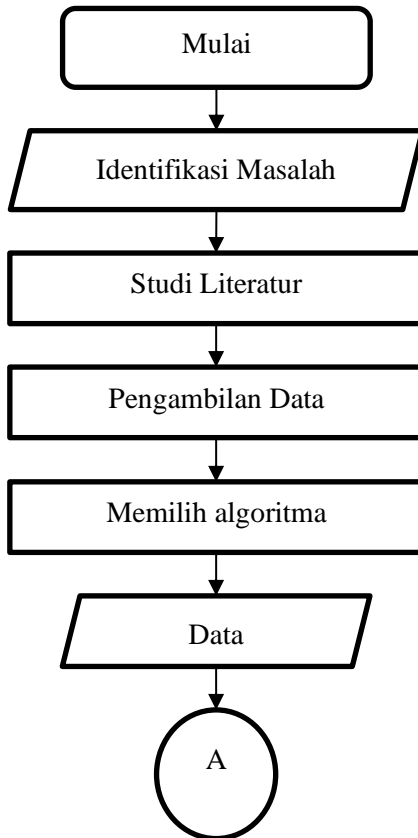 Mulai
Identifikasi Masalah
Studi Literatur
Pengambilan Data
Memilih algoritma
Data
A